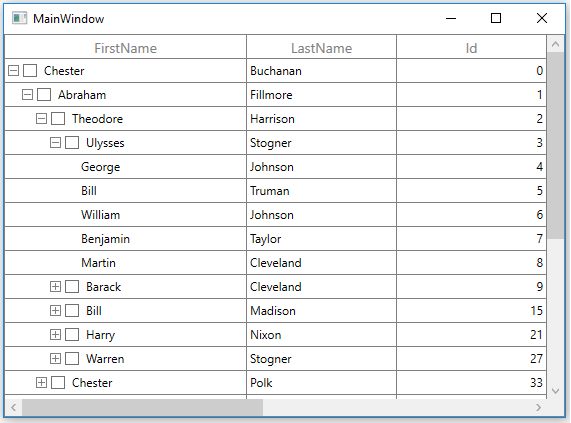 MainWindow
FirstName LastName Id
Chester Buchanan 0
Abraham Fillmore 1
Theodore Harrison 2
Ulysses Stogner 3
George Johnson 4
Bill Truman 5
William Johnson 6
Benjamin Taylor 7
Martin Cleveland 8
Barack Cleveland 9
Bill Madison 15
Harry Nixon 21
Warren Stogner 27
Chester Polk 33